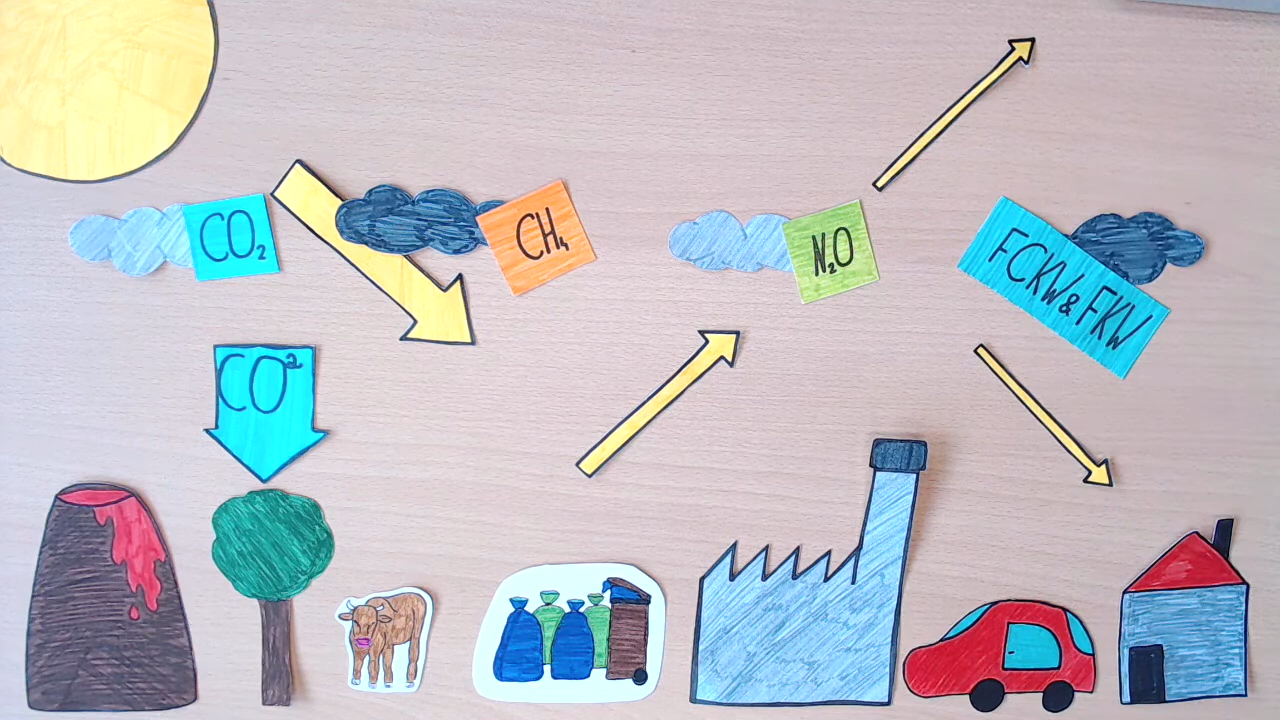 CO₂
CH₄
N₂O
FCKW & FKW
CO²